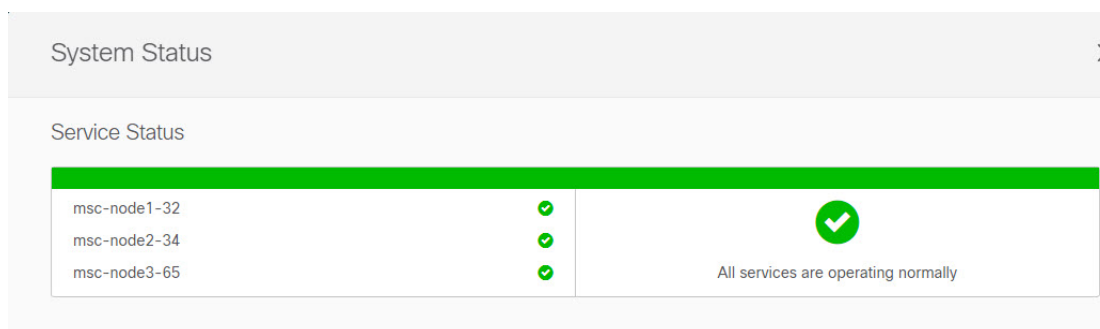 System Status
Service Status
msc-node1-32
msc-node2-34
msc-node3-65
All services are operating normally